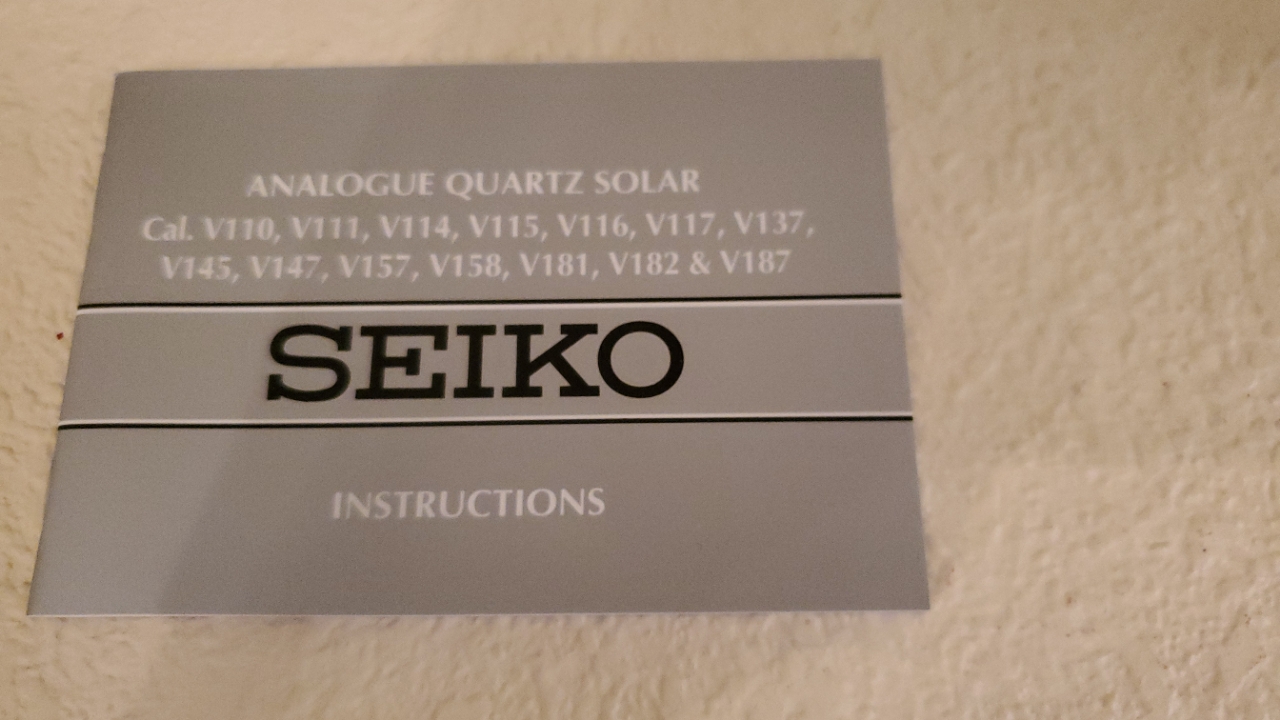 ANALOGUE QUARTZ SOLAR
Cal. V110, V111, V114, V115, V116, V117, V137,
V145, V147, V157, V158, V181, V182 & V187
SEIKO
INSTRUCTIONS